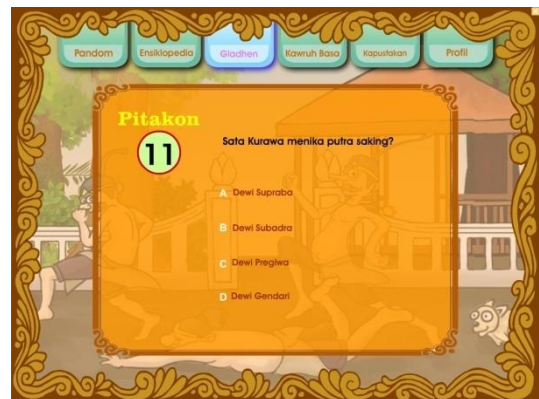 Pandom
Ensiklopedia
Gladhen
Kawruh Basa
Kapustakan
Profil
Pitakon
11
Sata Kurawa menika putra saking?
A Dewi Supraba
B Dewi Subadra
C Dewi Pregiwa
D Dewi Gendari